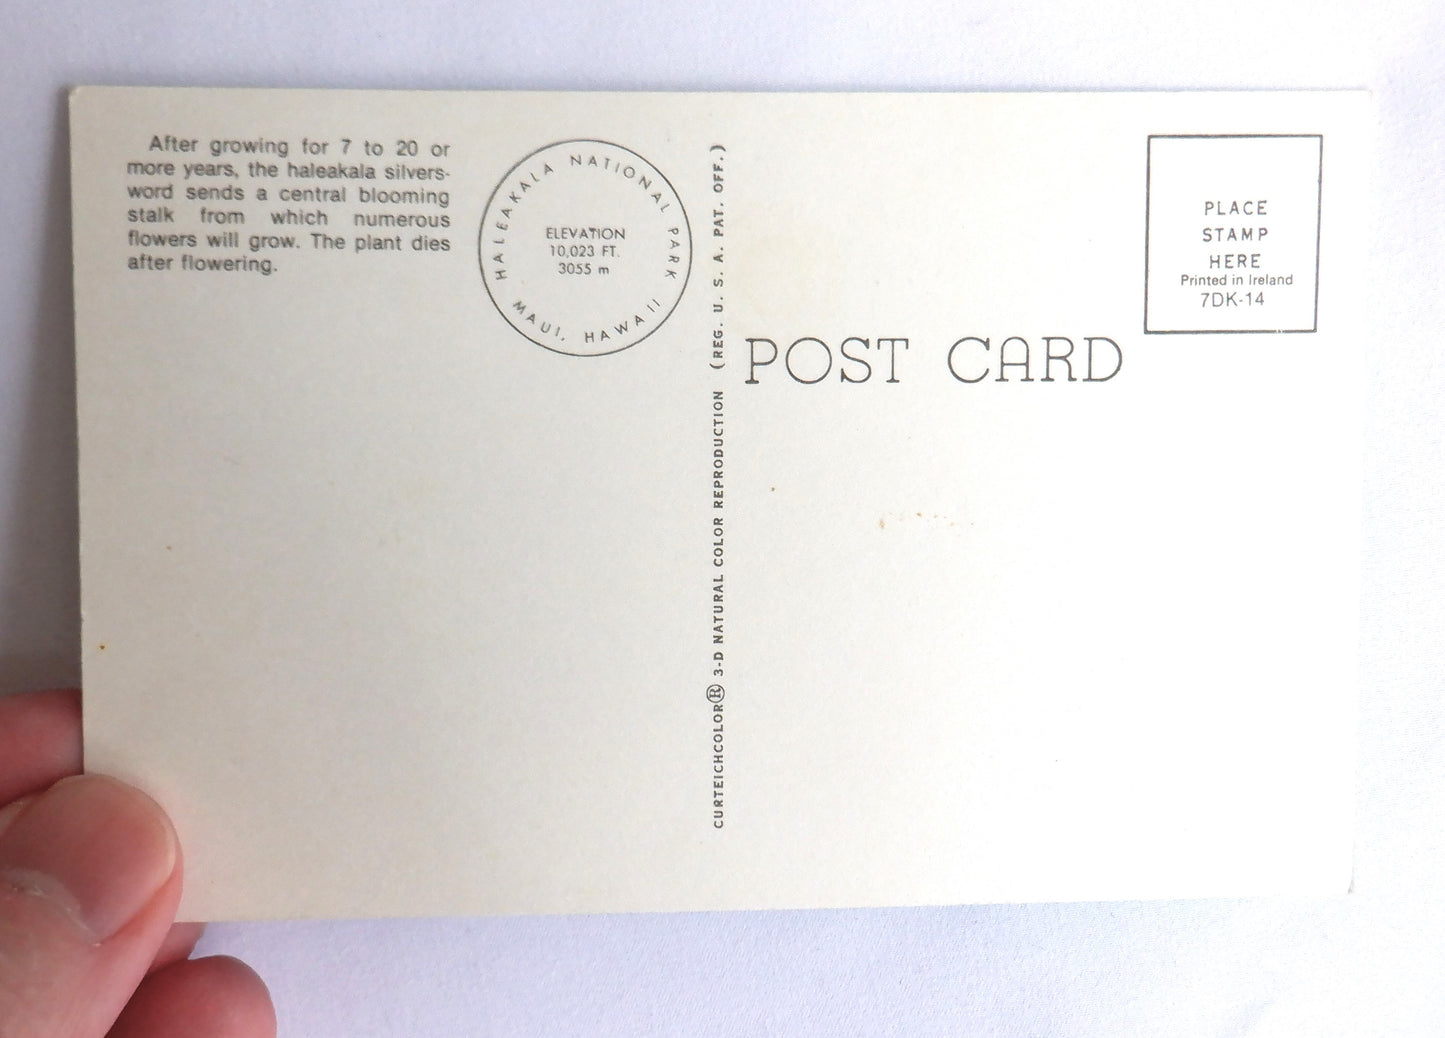 After growing for 7 to 20 or
more years, the haleakala silvers-
word sends a central blooming
stalk from which numerous
flowers will grow. The plant dies
after flowering.
HALEAKALA NATIONAL PARK
ELEVATION
10,023 FT.
3055 m
MAUI, HAWAII
CURTEICHCOLOR® 3-D NATURAL COLOR REPRODUCTION (REG. U. S. A. PAT. OFF.)
POST CARD
PLACE
STAMP
HERE
Printed in Ireland
7DK-14